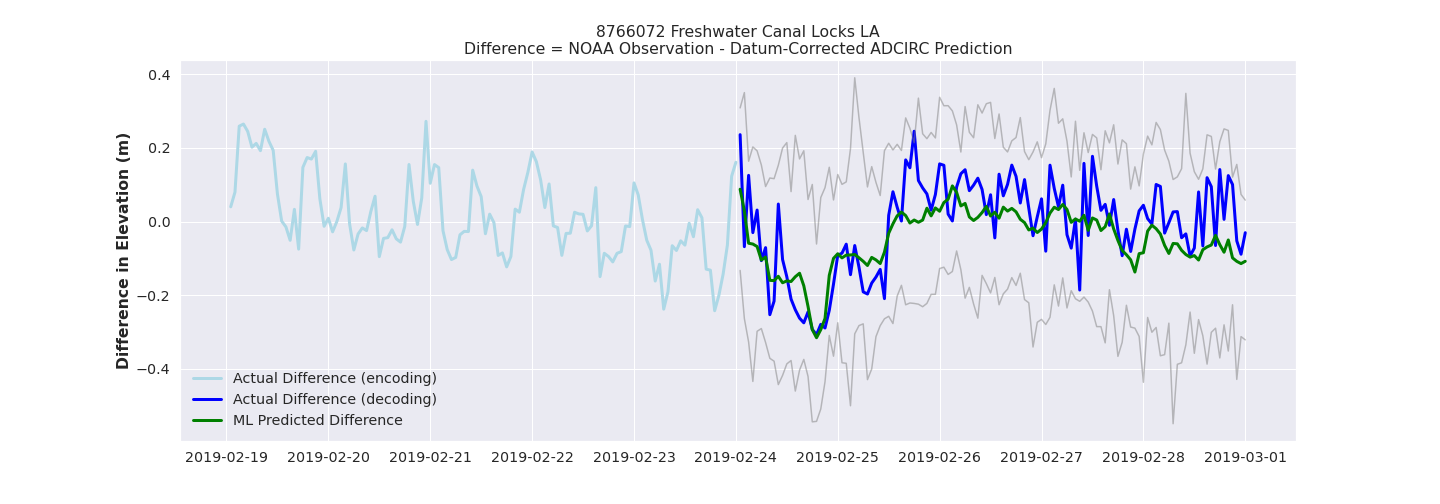 8766072 Freshwater Canal Locks LA
Difference = NOAA Observation - Datum-Corrected ADCIRC Prediction
Difference in Elevation (m)
0.4
0.2
0.0
−0.2
−0.4
Actual Difference (encoding)
Actual Difference (decoding)
ML Predicted Difference
2019-02-19 2019-02-20 2019-02-21 2019-02-22 2019-02-23 2019-02-24 2019-02-25 2019-02-26 2019-02-27 2019-02-28 2019-03-01